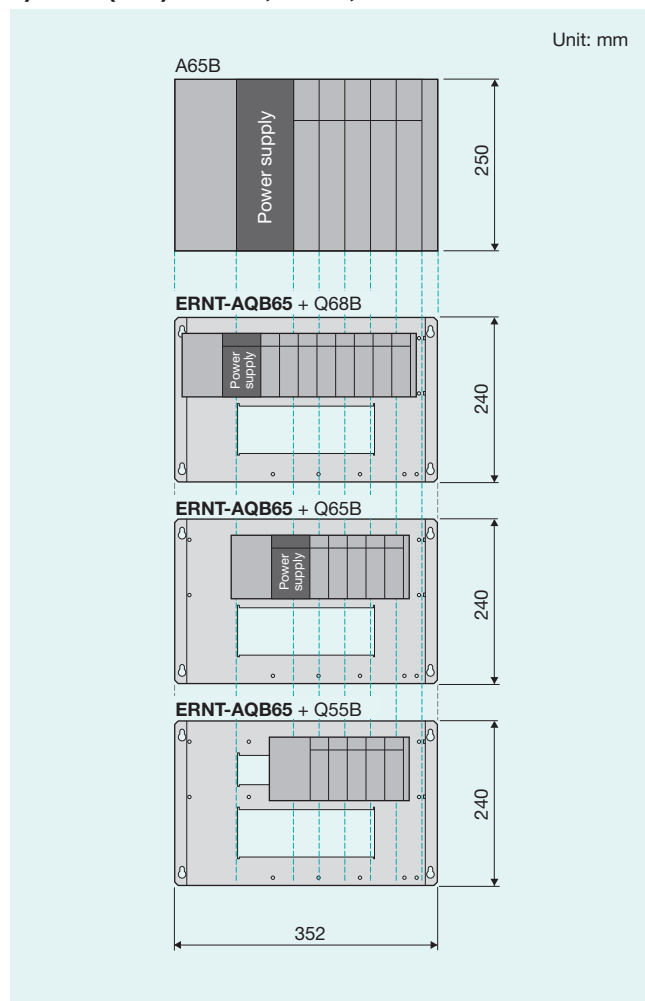 Unit: mm
A65B
Power supply
250
ERNT-AQB65 + Q68B
Power
supply
240
ERNT-AQB65 + Q65B
Power
supply
240
ERNT-AQB65 + Q55B
240
352